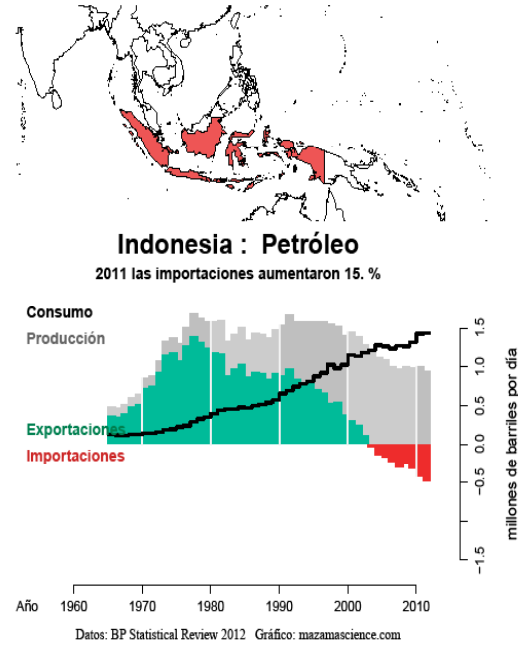 Indonesia : Petróleo
2011 las importaciones aumentaron 15. %
Consumo
Producción
Exportaciones
Importaciones
1.5
1.0
0.5
0.0
−0.5
−1.5
millones de barriles por día
Año 1960 1970 1980 1990 2000 2010
Datos: BP Statistical Review 2012 Gráfico: mazamascience.com